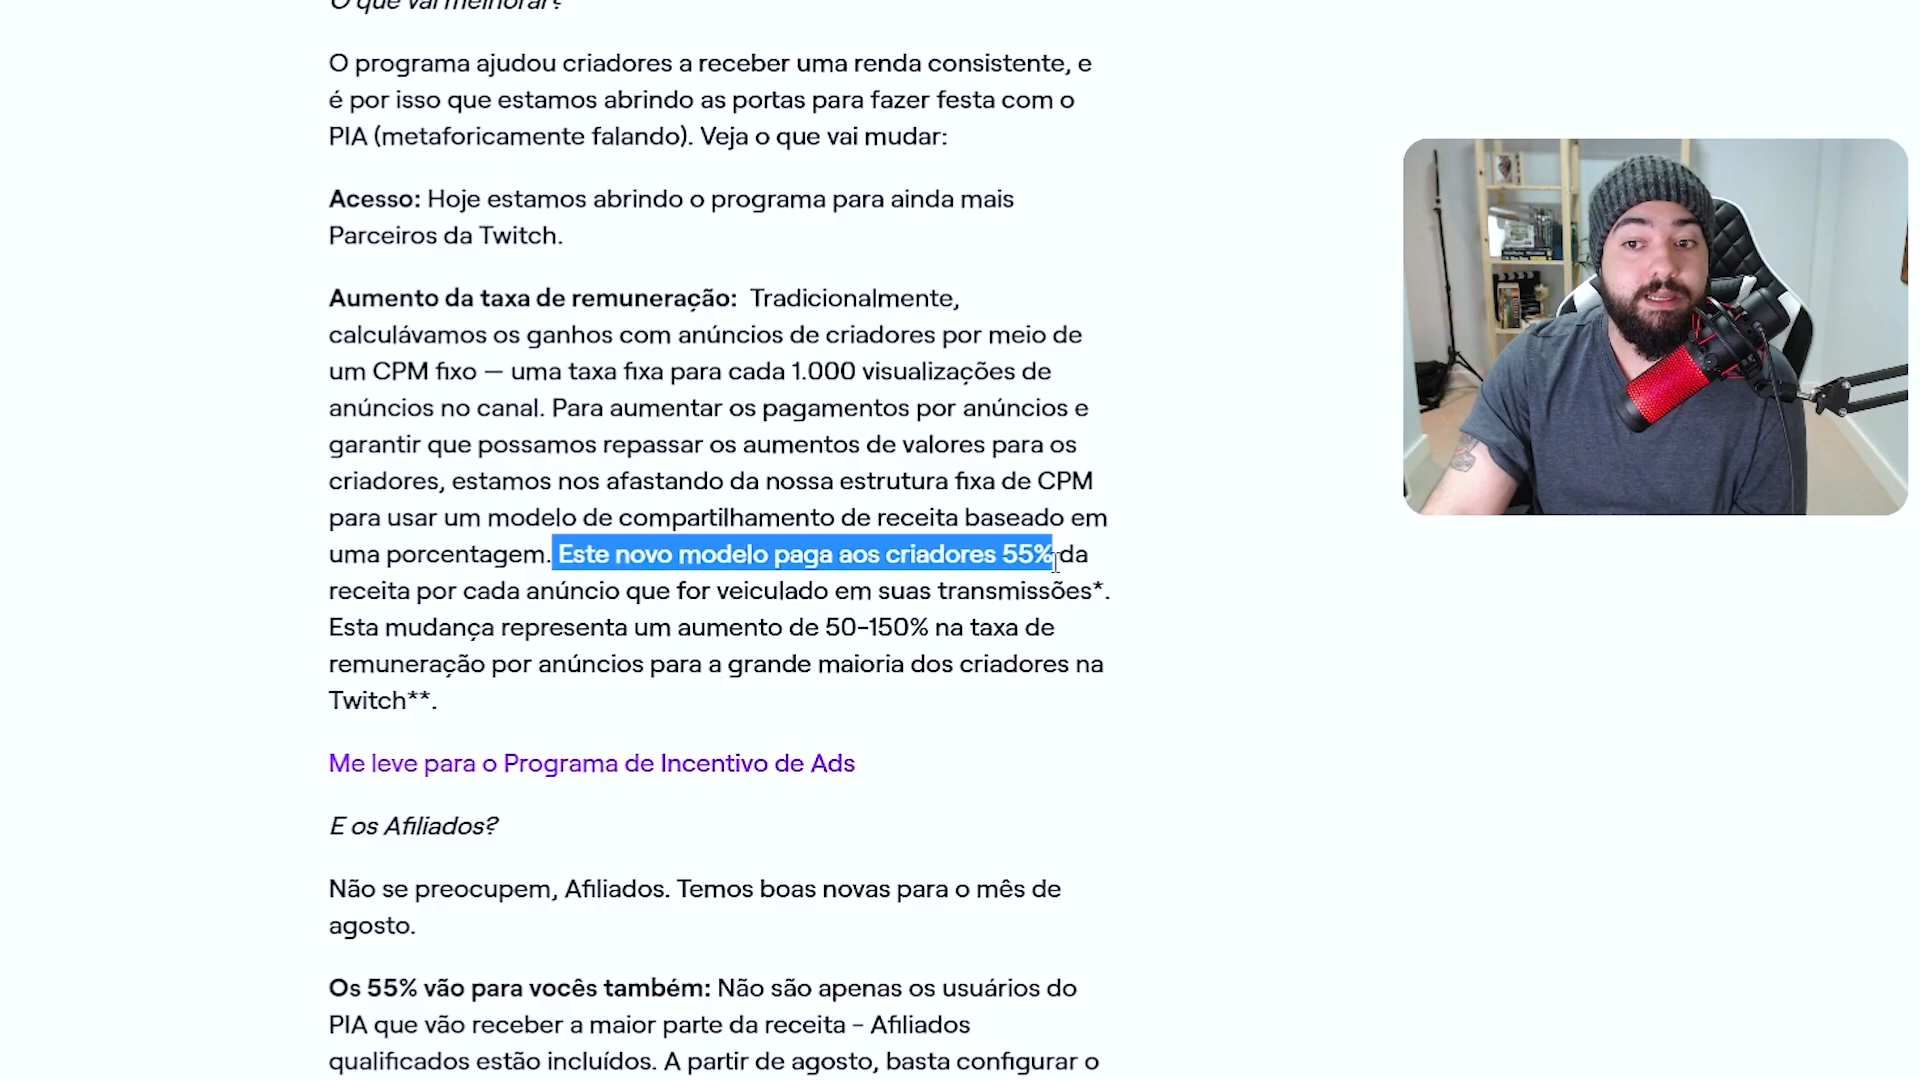 O que vai melhorar?
O programa ajudou criadores a receber uma renda consistente, e
é por isso que estamos abrindo as portas para fazer festa com o
PIA (metaforicamente falando). Veja o que vai mudar:
Acesso: Hoje estamos abrindo o programa para ainda mais
Parceiros da Twitch.
Aumento da taxa de remuneração: Tradicionalmente,
calculávamos os ganhos com anúncios de criadores por meio de
um CPM fixo — uma taxa fixa para cada 1.000 visualizações de
anúncios no canal. Para aumentar os pagamentos por anúncios e
garantir que possamos repassar os aumentos de valores para os
criadores, estamos nos afastando da nossa estrutura fixa de CPM
para usar um modelo de compartilhamento de receita baseado em
uma porcentagem. Este novo modelo paga aos criadores 55% da
receita por cada anúncio que for veiculado em suas transmissões*.
Esta mudança representa um aumento de 50-150% na taxa de
remuneração por anúncios para a grande maioria dos criadores na
Twitch**.
Me leve para o Programa de Incentivo de Ads
E os Afiliados?
Não se preocupem, Afiliados. Temos boas novas para o mês de
agosto.
Os 55% vão para vocês também: Não são apenas os usuários do
PIA que vão receber a maior parte da receita - Afiliados
qualificados estão incluídos. A partir de agosto, basta configurar o